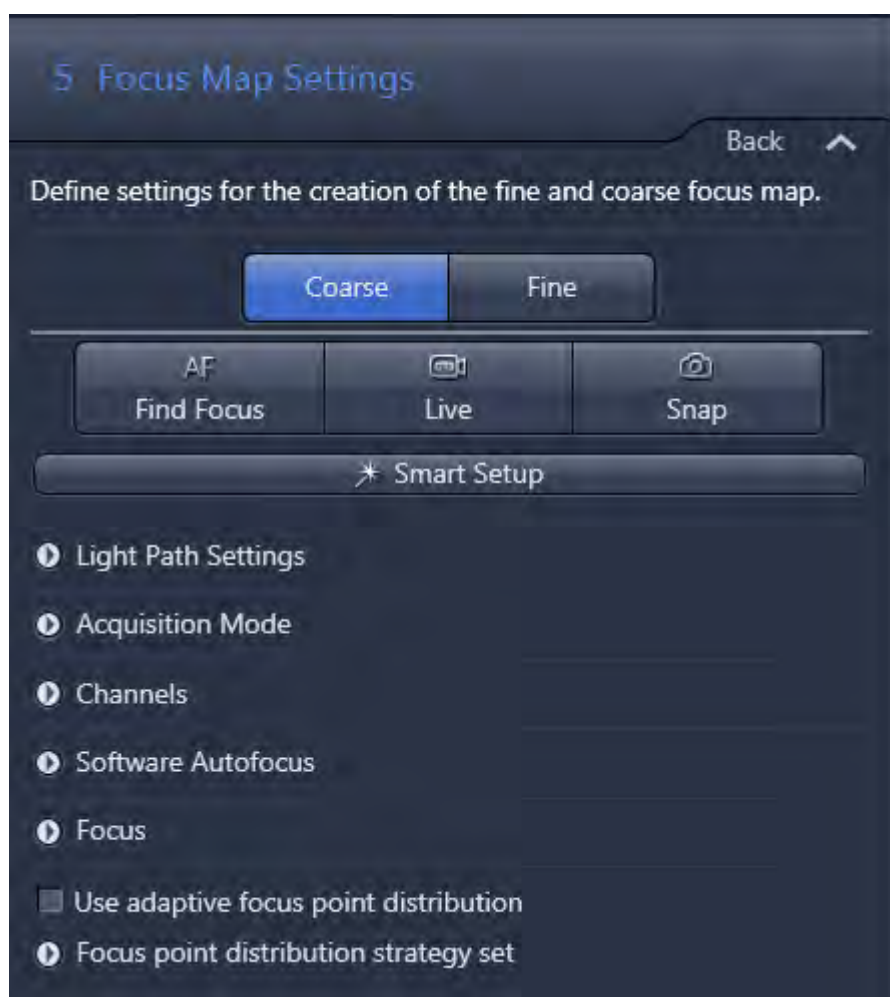 5 Focus Map Settings
Back
Define settings for the creation of the fine and coarse focus map.
Coarse Fine
AF
Find Focus Live Snap
Smart Setup
Light Path Settings
Acquisition Mode
Channels
Software Autofocus
Focus
Use adaptive focus point distribution
Focus point distribution strategy set